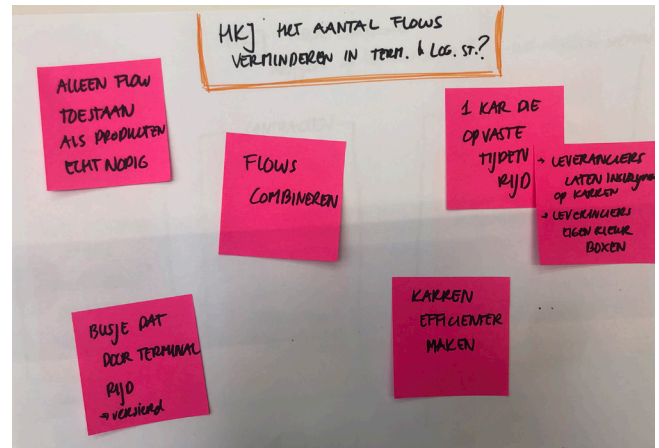 HKJ HET AANTAL FLOWS
VERMINDEREN IN TERM. & LOG. ST.?
ALLEEN FLOW
TOESTAAN
ALS PRODUCTEN
ECHT NODIG
FLOWS
COMBINEREN
1 KAR DIE
OP VASTE
TIJDEN
RIJD
→ LEVERANCIERS
LATEN
OP KARREN
→ LEVERANCIERS
EIGEN KLEUR
BOXEN
BUSJE DAT
DOOR TERMINAL
RIJD
→ VERSIERD
KARREN
EFFICIENTER
MAKEN